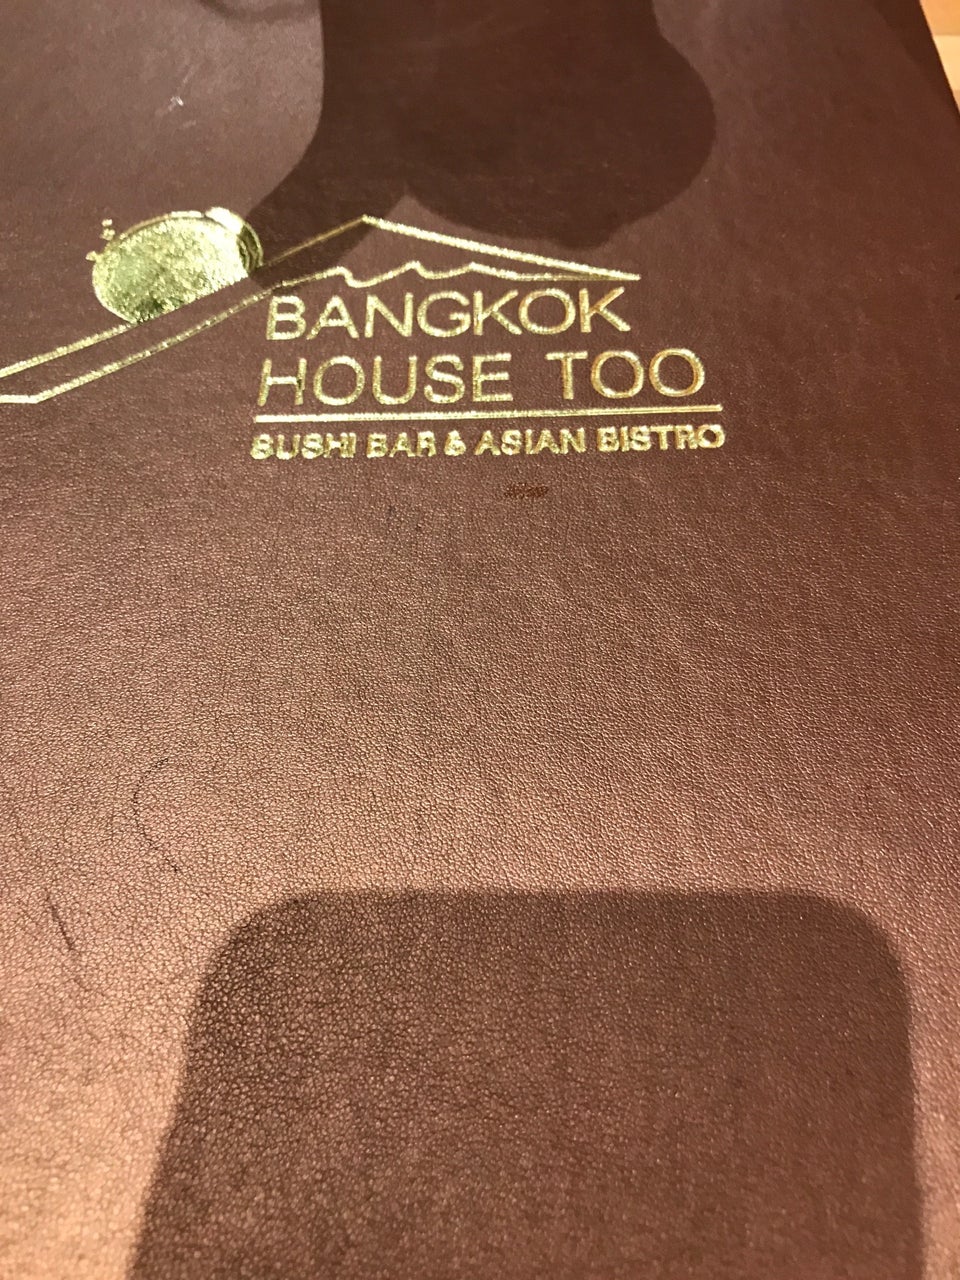 BANGKOK
HOUSE TOO
SUSHI BAR & ASIAN BISTRO